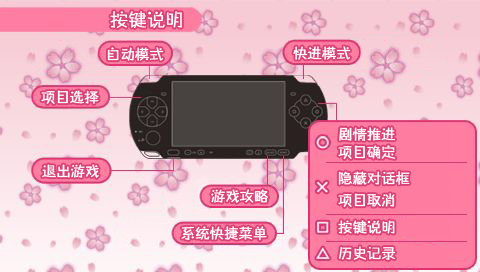 按键说明
自动模式
快进模式
项目选择
剧情推进
项目确定
退出游戏
隐藏对话框
项目取消
游戏攻略
按键说明
系统快捷菜单
历史记录